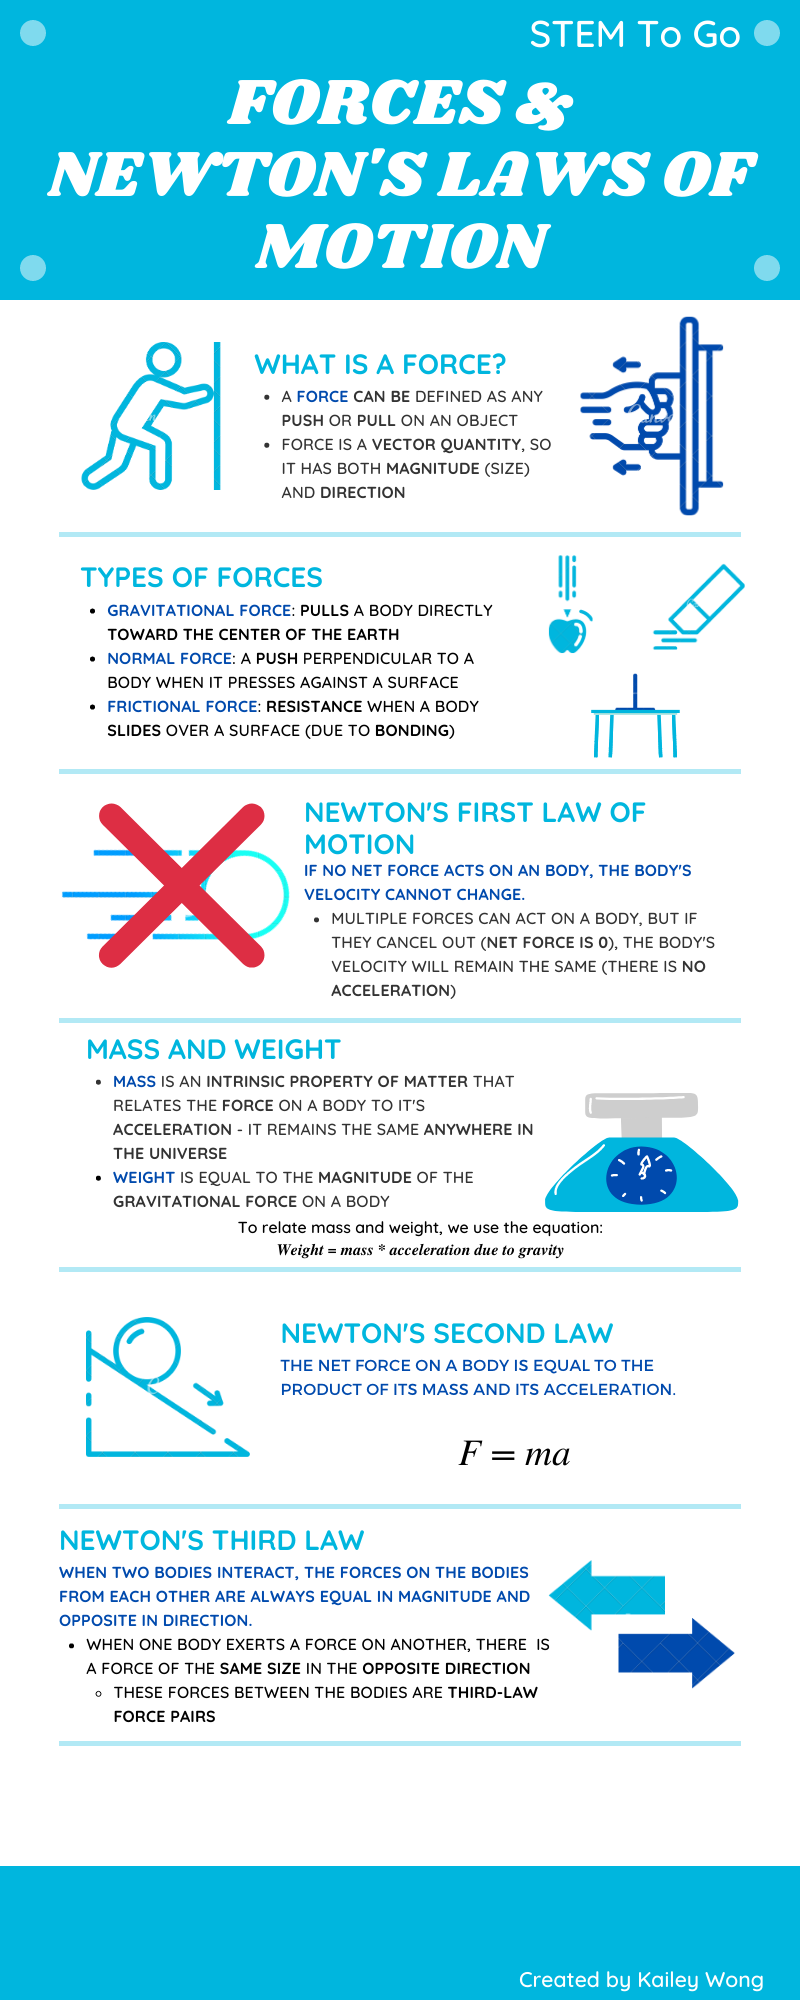 STEM To Go
FORCES &
NEWTON'S LAWS OF
MOTION
WHAT IS A FORCE?
• A FORCE CAN BE DEFINED AS ANY
PUSH OR PULL ON AN OBJECT
• FORCE IS A VECTOR QUANTITY, SO
IT HAS BOTH MAGNITUDE (SIZE)
AND DIRECTION
TYPES OF FORCES
• GRAVITATIONAL FORCE: PULLS A BODY DIRECTLY
TOWARD THE CENTER OF THE EARTH
• NORMAL FORCE: A PUSH PERPENDICULAR TO A
BODY WHEN IT PRESSES AGAINST A SURFACE
• FRICTIONAL FORCE: RESISTANCE WHEN A BODY
SLIDES OVER A SURFACE (DUE TO BONDING)
NEWTON'S FIRST LAW OF
MOTION
IF NO NET FORCE ACTS ON AN BODY, THE BODY'S
VELOCITY CANNOT CHANGE.
• MULTIPLE FORCES CAN ACT ON A BODY, BUT IF
THEY CANCEL OUT (NET FORCE IS 0), THE BODY'S
VELOCITY WILL REMAIN THE SAME (THERE IS NO
ACCELERATION)
MASS AND WEIGHT
• MASS IS AN INTRINSIC PROPERTY OF MATTER THAT
RELATES THE FORCE ON A BODY TO IT'S
ACCELERATION - IT REMAINS THE SAME ANYWHERE IN
THE UNIVERSE
• WEIGHT IS EQUAL TO THE MAGNITUDE OF THE
GRAVITATIONAL FORCE ON A BODY
To relate mass and weight, we use the equation:
Weight = mass * acceleration due to gravity
NEWTON'S SECOND LAW
THE NET FORCE ON A BODY IS EQUAL TO THE
PRODUCT OF ITS MASS AND ITS ACCELERATION.
F = ma
NEWTON'S THIRD LAW
WHEN TWO BODIES INTERACT, THE FORCES ON THE BODIES
FROM EACH OTHER ARE ALWAYS EQUAL IN MAGNITUDE AND
OPPOSITE IN DIRECTION.
• WHEN ONE BODY EXERTS A FORCE ON ANOTHER, THERE IS
A FORCE OF THE SAME SIZE IN THE OPPOSITE DIRECTION
◦ THESE FORCES BETWEEN THE BODIES ARE THIRD-LAW
FORCE PAIRS
Created by Kailey Wong